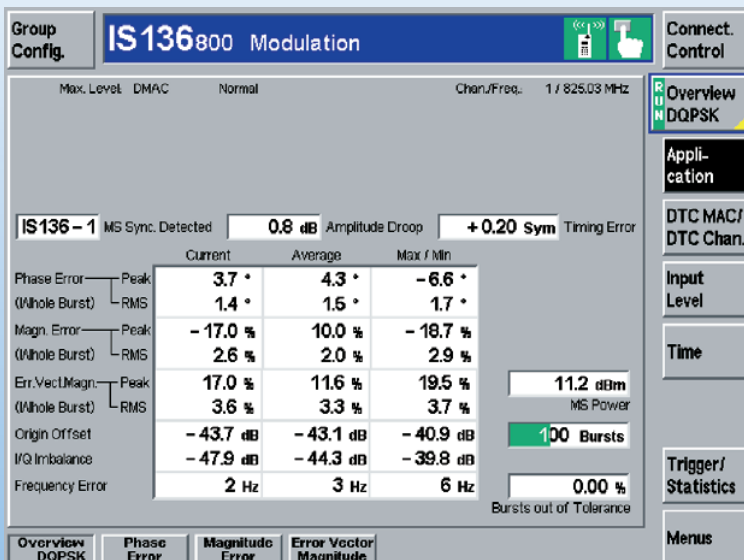 Group Config.
IS136800 Modulation
Connect. Control
Max. Level: DMAC Normal Chan./Freq.: 1 / 825.03 MHz
RUN Overview DQPSK
Appli- cation
IS136 – 1 MS Sync. Detected 0.8 dB Amplitude Droop + 0.20 Sym Timing Error
DTC MAC/ DTC Chan.
Current Average Max / Min
Phase Error Peak 3.7 ° 4.3 ° – 6.6 °
(Whole Burst) RMS 1.4 ° 1.5 ° 1.7 °
Input Level
Magn. Error Peak – 17.0 % 10.0 % – 18.7 %
(Whole Burst) RMS 2.6 % 2.0 % 2.9 %
Time
Err.Vect.Magn. Peak 17.0 % 11.6 % 19.5 % 11.2 dBm
(Whole Burst) RMS 3.6 % 3.3 % 3.7 % MS Power
Origin Offset – 43.7 dB – 43.1 dB – 40.9 dB 100 Bursts
I/Q Imbalance – 47.9 dB – 44.3 dB – 39.8 dB
Frequency Error 2 Hz 3 Hz 6 Hz 0.00 %
Bursts out of Tolerance
Trigger/ Statistics
Overview DQPSK
Phase Error
Magnitude Error
Error Vector Magnitude
Menus